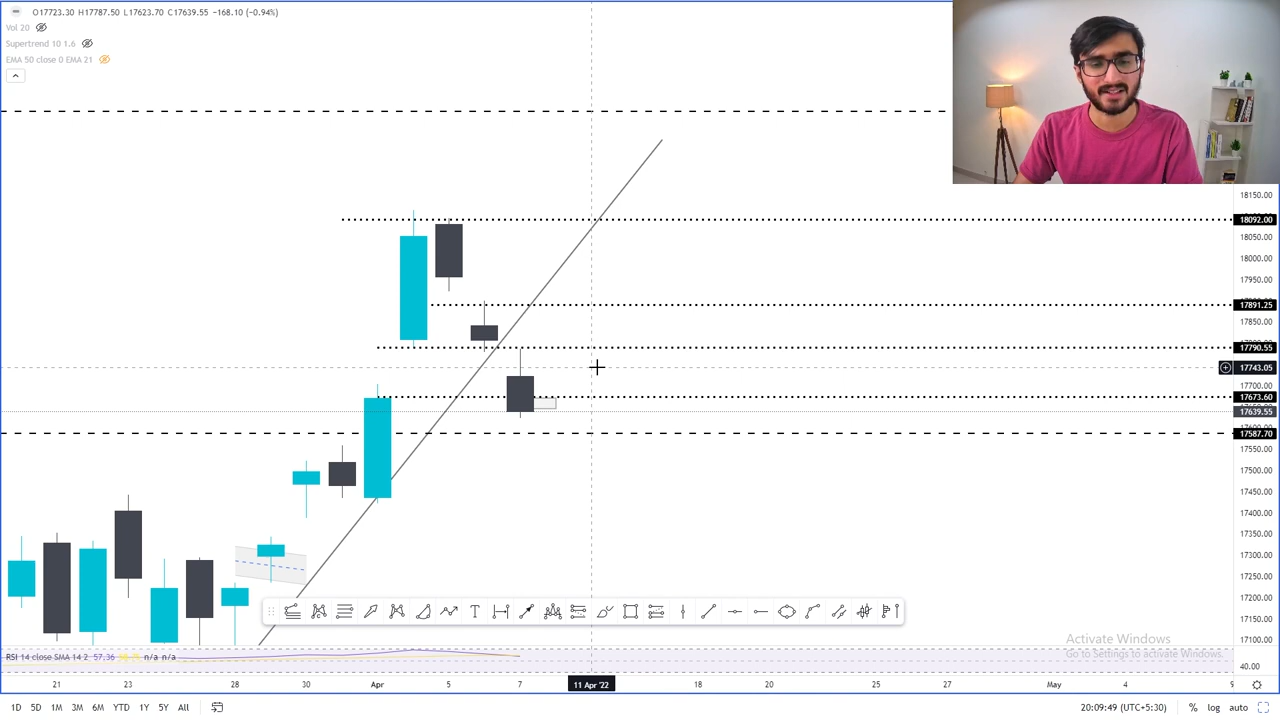 O17723.30 H17787.50 L17623.70 C17639.55 −168.10 (−0.94%)
Vol 20
Supertrend 10 1.6
EMA 50 close 0 EMA 21
18150.00
18092.00
18050.00
18000.00
17950.00
17891.25
17850.00
17790.55
17743.05
17700.00
17673.60
17639.55
17587.70
17550.00
17500.00
17450.00
17400.00
17350.00
17300.00
17250.00
17200.00
17150.00
17100.00
T
Activate Windows
Go to Settings to activate Windows.
RSI 14 close SMA 14 2 57.36 n/a n/a
40.00
21 23 28 30 Apr 5 7 11 Apr '22 18 20 25 27 May 4 9
1D 5D 1M 3M 6M YTD 1Y 5Y All 20:09:49 (UTC+5:30) % log auto